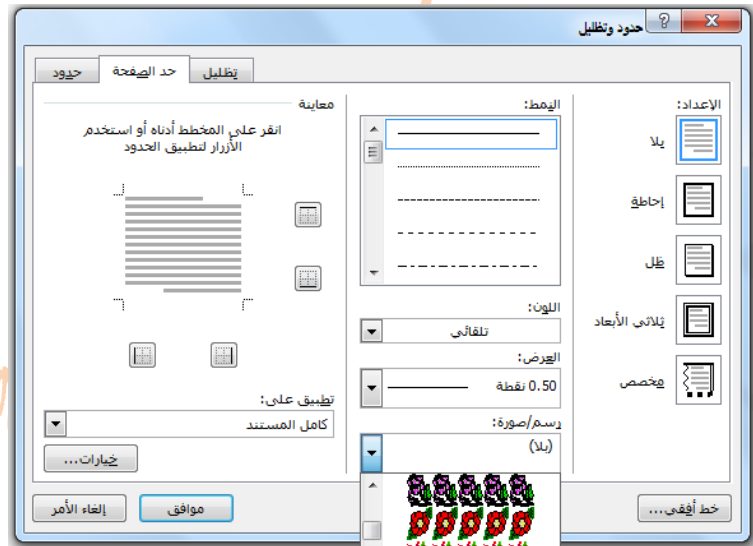 حدود وتظليل
حدود
حد الصفحة
تظليل
الإعداد:
بلا
إحاطة
ظل
ثلاثي الأبعاد
مخصص
النمط:
اللون:
تلقائي
العرض:
0.50 نقطة
رسم/صورة:
(بلا)
معاينة
انقر على المخطط أدناه أو استخدم
الأزرار لتطبيق الحدود
تطبيق على:
كامل المستند
خيارات...
خط أفقي...
موافق
إلغاء الأمر